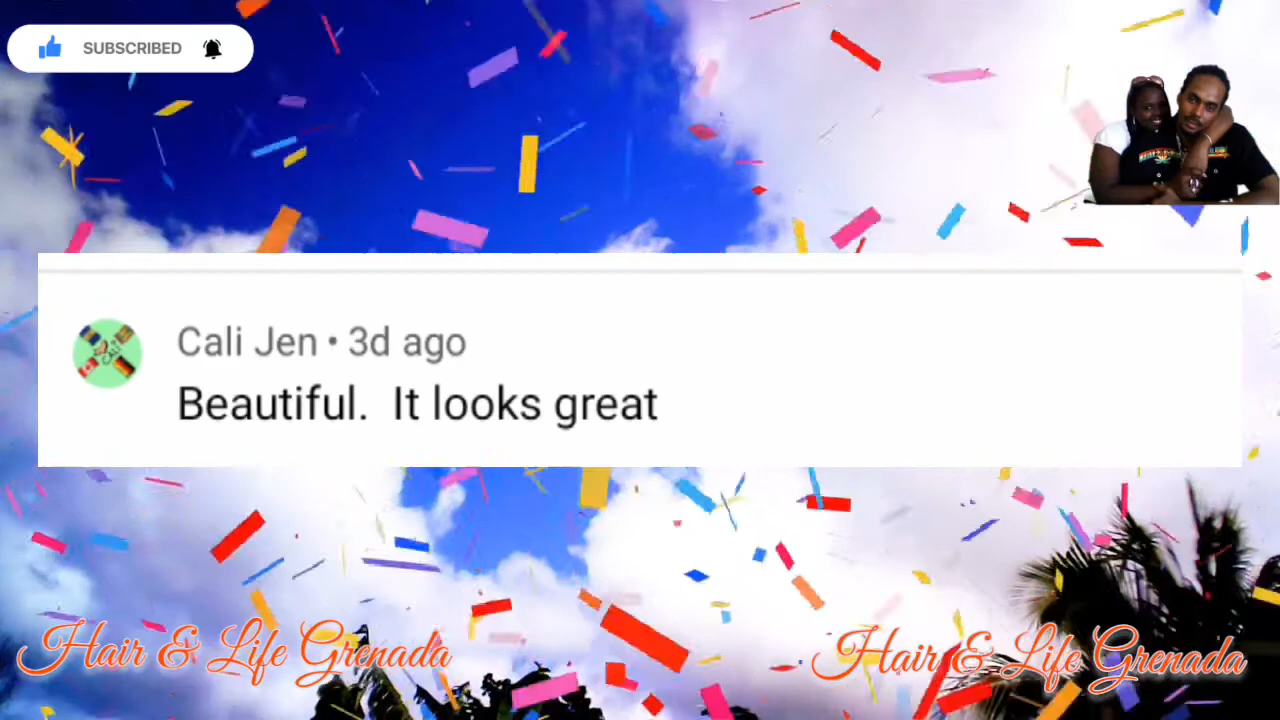 SUBSCRIBED
Cali Jen • 3d ago
Beautiful. It looks great
Hair & Life Grenada
Hair & Life Grenada